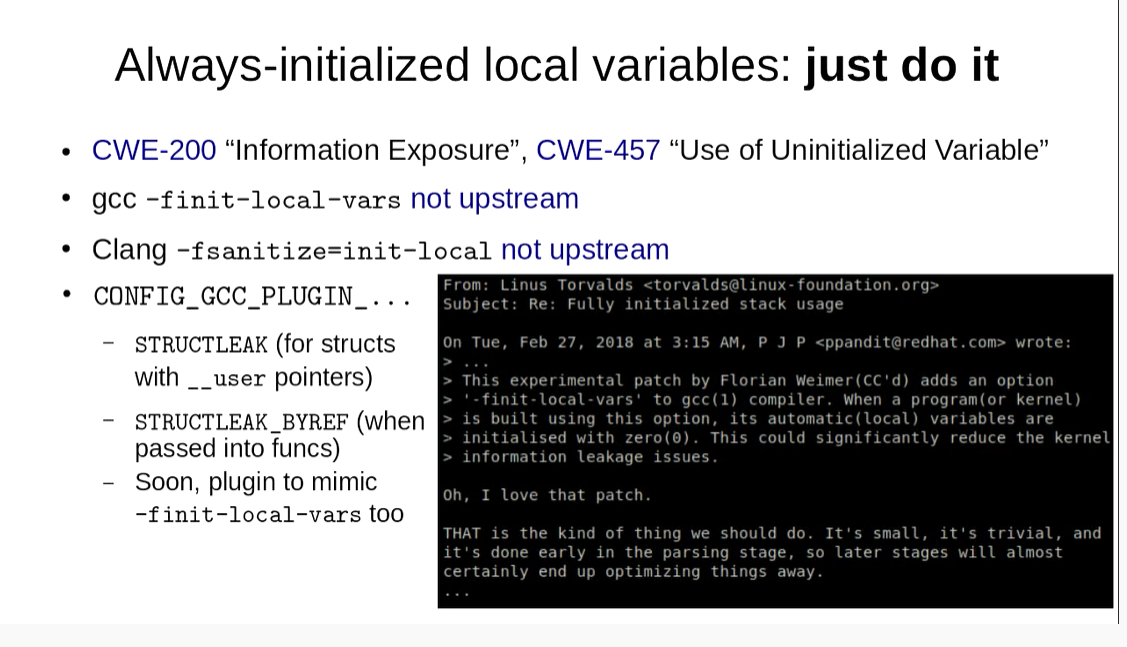 Always-initialized local variables: just do it
• CWE-200 “Information Exposure”, CWE-457 “Use of Uninitialized Variable”
• gcc -finit-local-vars not upstream
• Clang -fsanitize=init-local not upstream
• CONFIG_GCC_PLUGIN_...
– STRUCTLEAK (for structs
with __user pointers)
– STRUCTLEAK_BYREF (when
passed into funcs)
– Soon, plugin to mimic
-finit-local-vars too
From: Linus Torvalds <torvalds@linux-foundation.org>
Subject: Re: Fully initialized stack usage
On Tue, Feb 27, 2018 at 3:15 AM, P J P <ppandit@redhat.com> wrote:
> ...
> This experimental patch by Florian Weimer(CC'd) adds an option
> '-finit-local-vars' to gcc(1) compiler. When a program(or kernel)
> is built using this option, its automatic(local) variables are
> initialised with zero(0). This could significantly reduce the kernel
> information leakage issues.
Oh, I love that patch.
THAT is the kind of thing we should do. It's small, it's trivial, and
it's done early in the parsing stage, so later stages will almost
certainly end up optimizing things away.
...